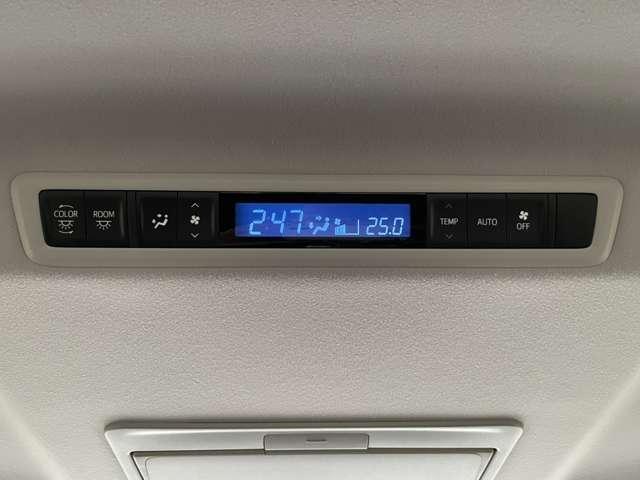 COLOR
ROOM
2:47
25.0
TEMP
AUTO
OFF